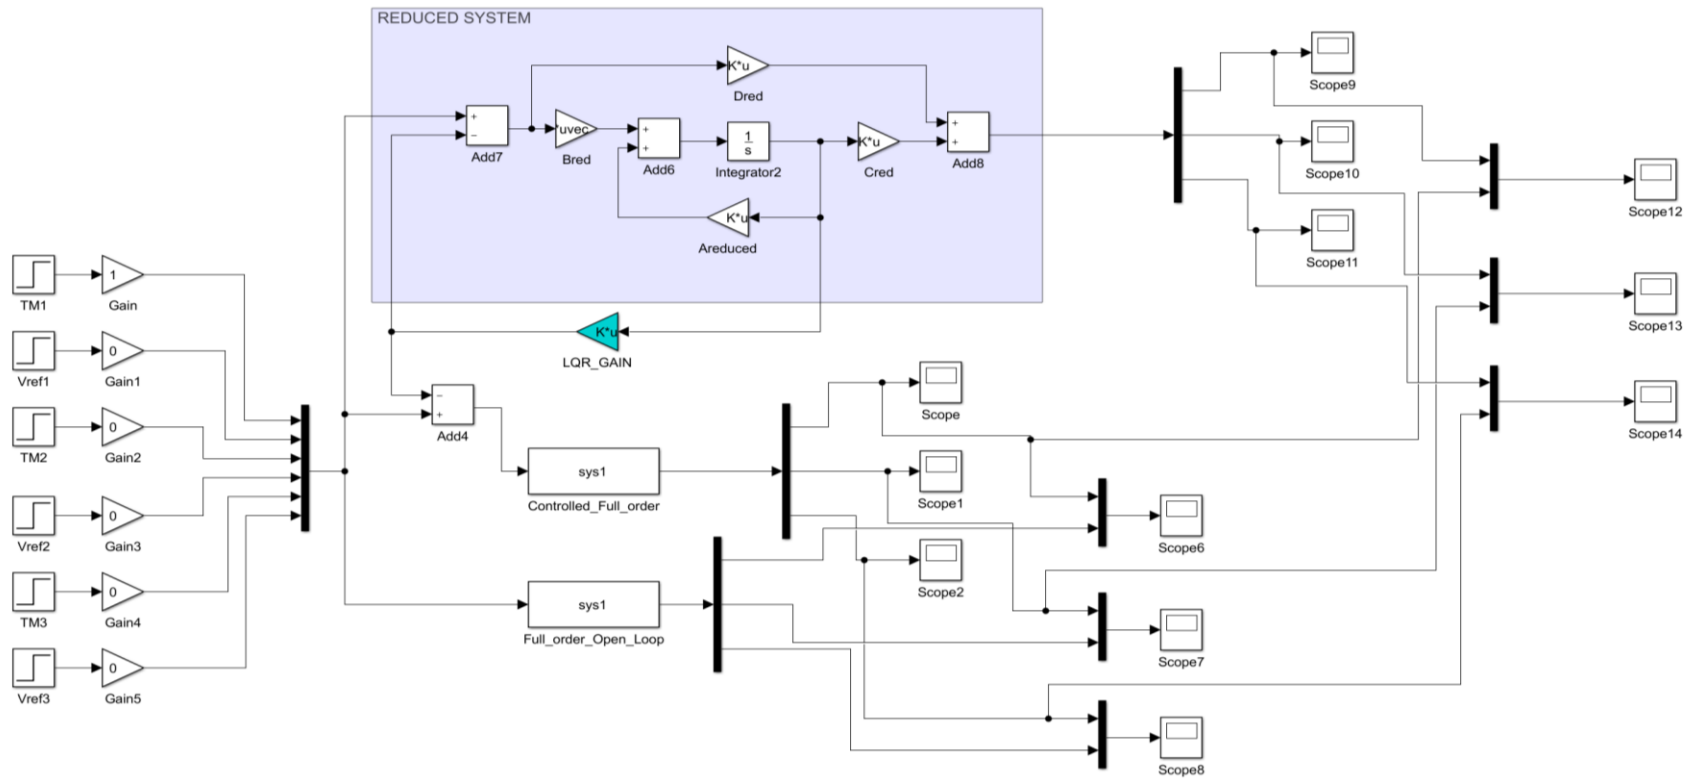 REDUCED SYSTEM
K*u
Dred
+
−
Add7
*uvec
Bred
+
+
Add6
1
s
Integrator2
K*u
Cred
+
+
Add8
K*u
Areduced
K*u
LQR_GAIN
TM1
1
Gain
Vref1
0
Gain1
TM2
0
Gain2
Vref2
0
Gain3
TM3
0
Gain4
Vref3
0
Gain5
−
+
Add4
sys1
Controlled_Full_order
sys1
Full_order_Open_Loop
Scope
Scope1
Scope2
Scope6
Scope7
Scope8
Scope9
Scope10
Scope11
Scope12
Scope13
Scope14